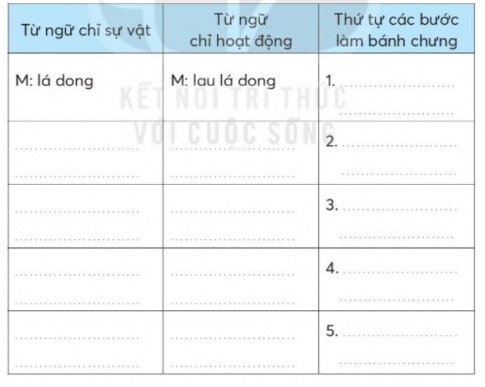 Từ ngữ chỉ sự vật
Từ ngữ
chỉ hoạt động
Thứ tự các bước
làm bánh chưng
M: lá dong
M: lau lá dong
1.
KẾT NỐI TRI THỨC
VỚI CUỘC SỐNG
2.
3.
4.
5.